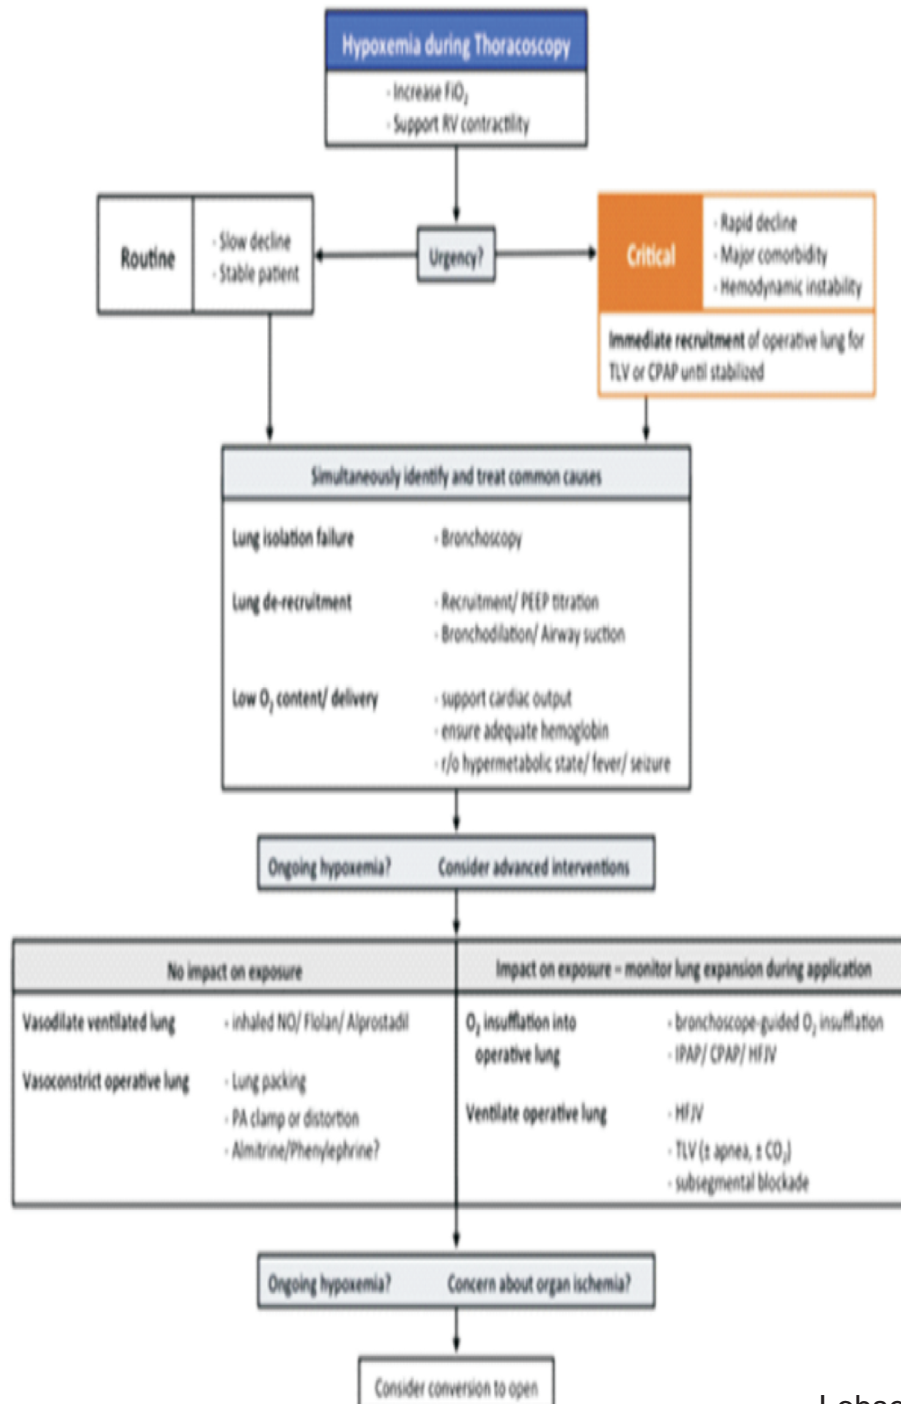 Hypoxemia during Thoracoscopy
· Increase FiO₂
· Support RV contractility
Urgency?
Routine
· Slow decline
· Stable patient
Critical
· Rapid decline
· Major comorbidity
· Hemodynamic instability
Immediate recruitment of operative lung for
TLV or CPAP until stabilized
Simultaneously identify and treat common causes
Lung isolation failure · Bronchoscopy
Lung de-recruitment · Recruitment/ PEEP titration
· Bronchodilation/ Airway suction
Low O₂ content/ delivery · support cardiac output
· ensure adequate hemoglobin
· r/o hypermetabolic state/ fever/ seizure
Ongoing hypoxemia? Consider advanced interventions
No impact on exposure
Vasodilate ventilated lung · inhaled NO/ Flolan/ Alprostadil
Vasoconstrict operative lung · Lung packing
· PA clamp or distortion
· Almitrine/Phenylephrine?
Impact on exposure – monitor lung expansion during application
O₂ insufflation into · bronchoscope-guided O₂ insufflation
operative lung · IPAP/ CPAP/ HFJV
Ventilate operative lung · HFJV
· TLV (± apnea, ± CO₂)
· subsegmental blockade
Ongoing hypoxemia? Concern about organ ischemia?
Consider conversion to open